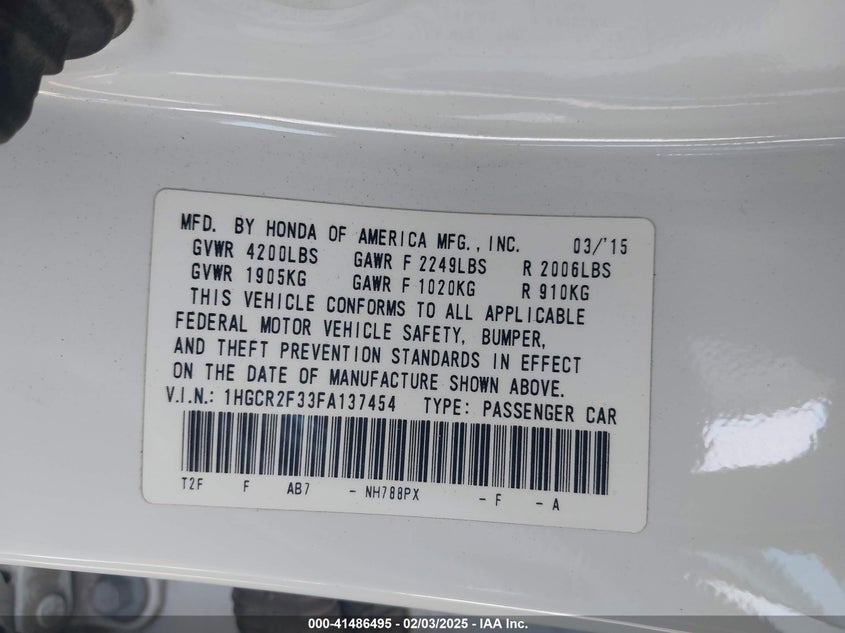 MFD. BY HONDA OF AMERICA MFG., INC. 03/'15
GVWR 4200LBS GAWR F 2249LBS R 2006LBS
GVWR 1905KG GAWR F 1020KG R 910KG
THIS VEHICLE CONFORMS TO ALL APPLICABLE
FEDERAL MOTOR VEHICLE SAFETY, BUMPER,
AND THEFT PREVENTION STANDARDS IN EFFECT
ON THE DATE OF MANUFACTURE SHOWN ABOVE.
V.I.N.: 1HGCR2F33FA137454 TYPE: PASSENGER CAR
T2F F AB7 - NH788PX - F - A
000-41486495 - 02/03/2025 - IAA Inc.